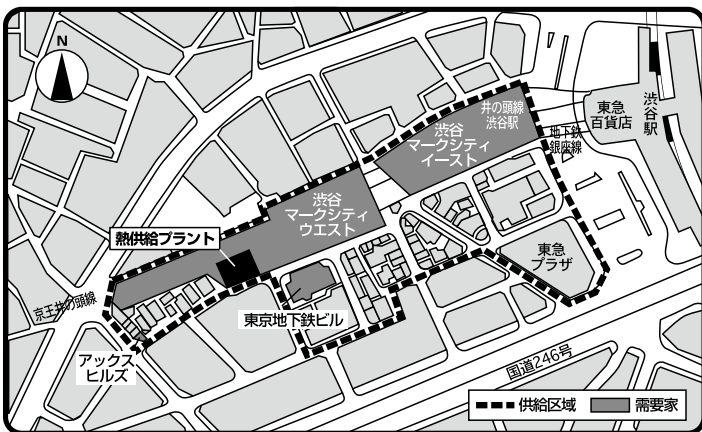 N
井の頭線
渋谷駅
東急
百貨店
渋谷駅
地下鉄
銀座線
渋谷
マークシティ
イースト
渋谷
マークシティ
ウエスト
熱供給プラント
東急
プラザ
京王井の頭線
東京地下鉄ビル
アックス
ヒルズ
国道246号
供給区域
需要家